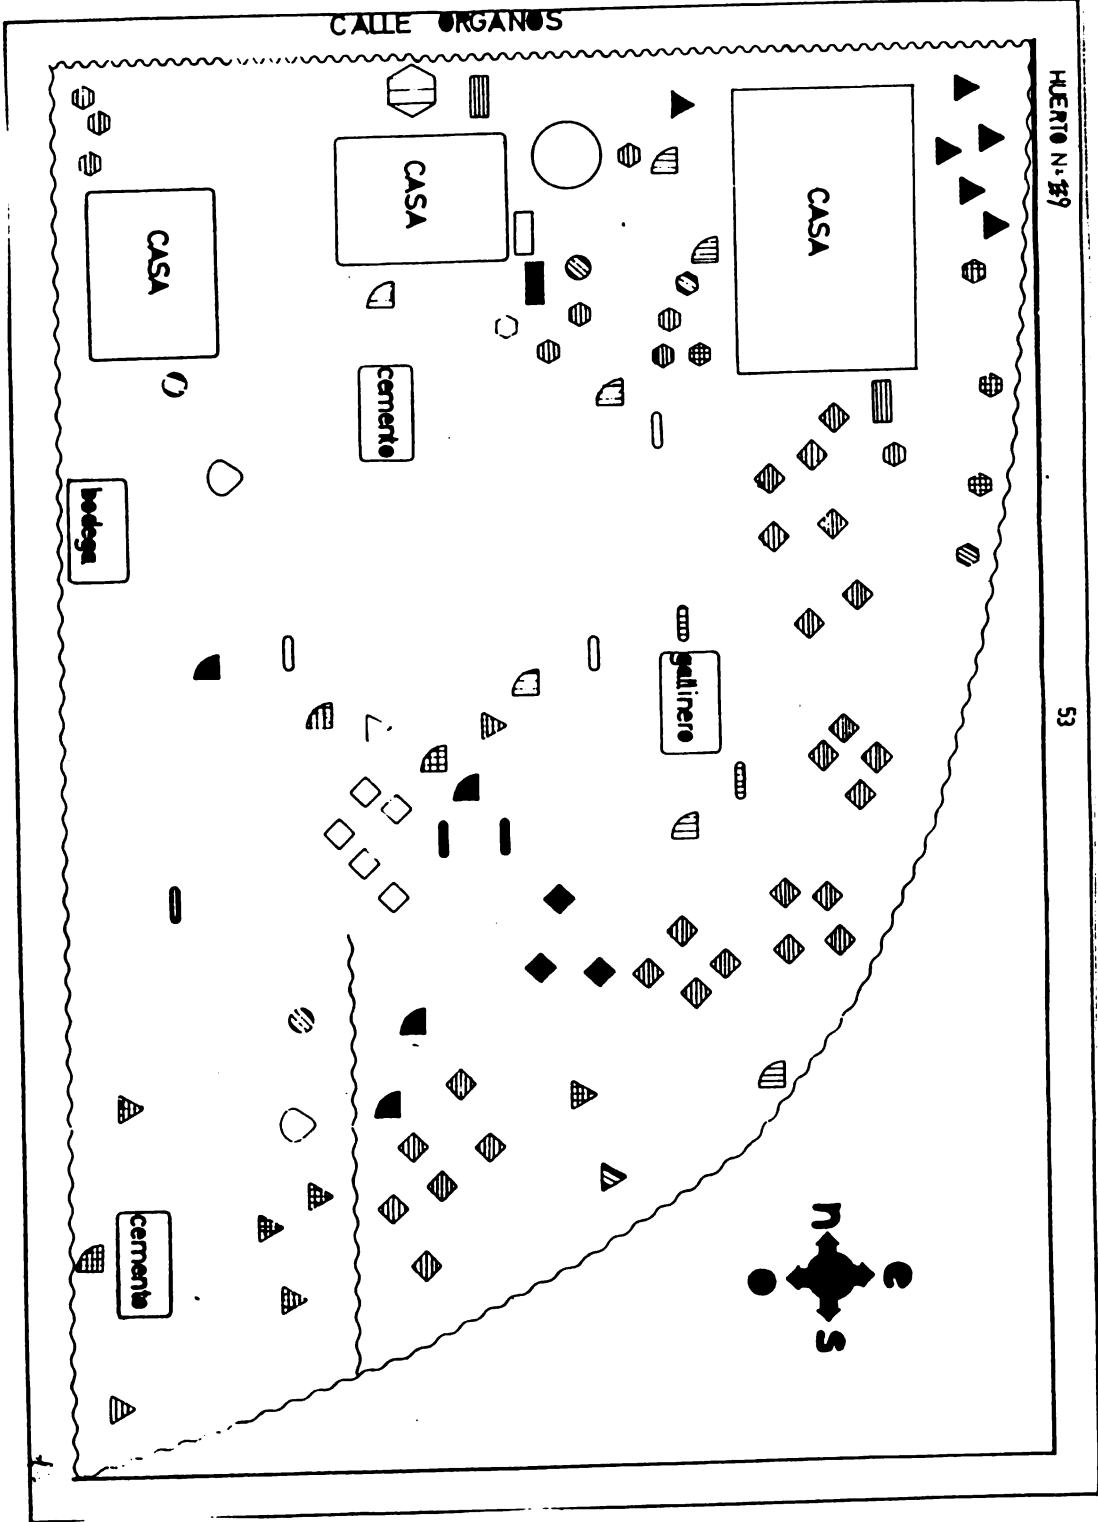 CALLE ORGANOS
HUERTO N:
53
CASA
CASA
CASA
cemento
bodega
gallinero
cemento
n
e
o
s